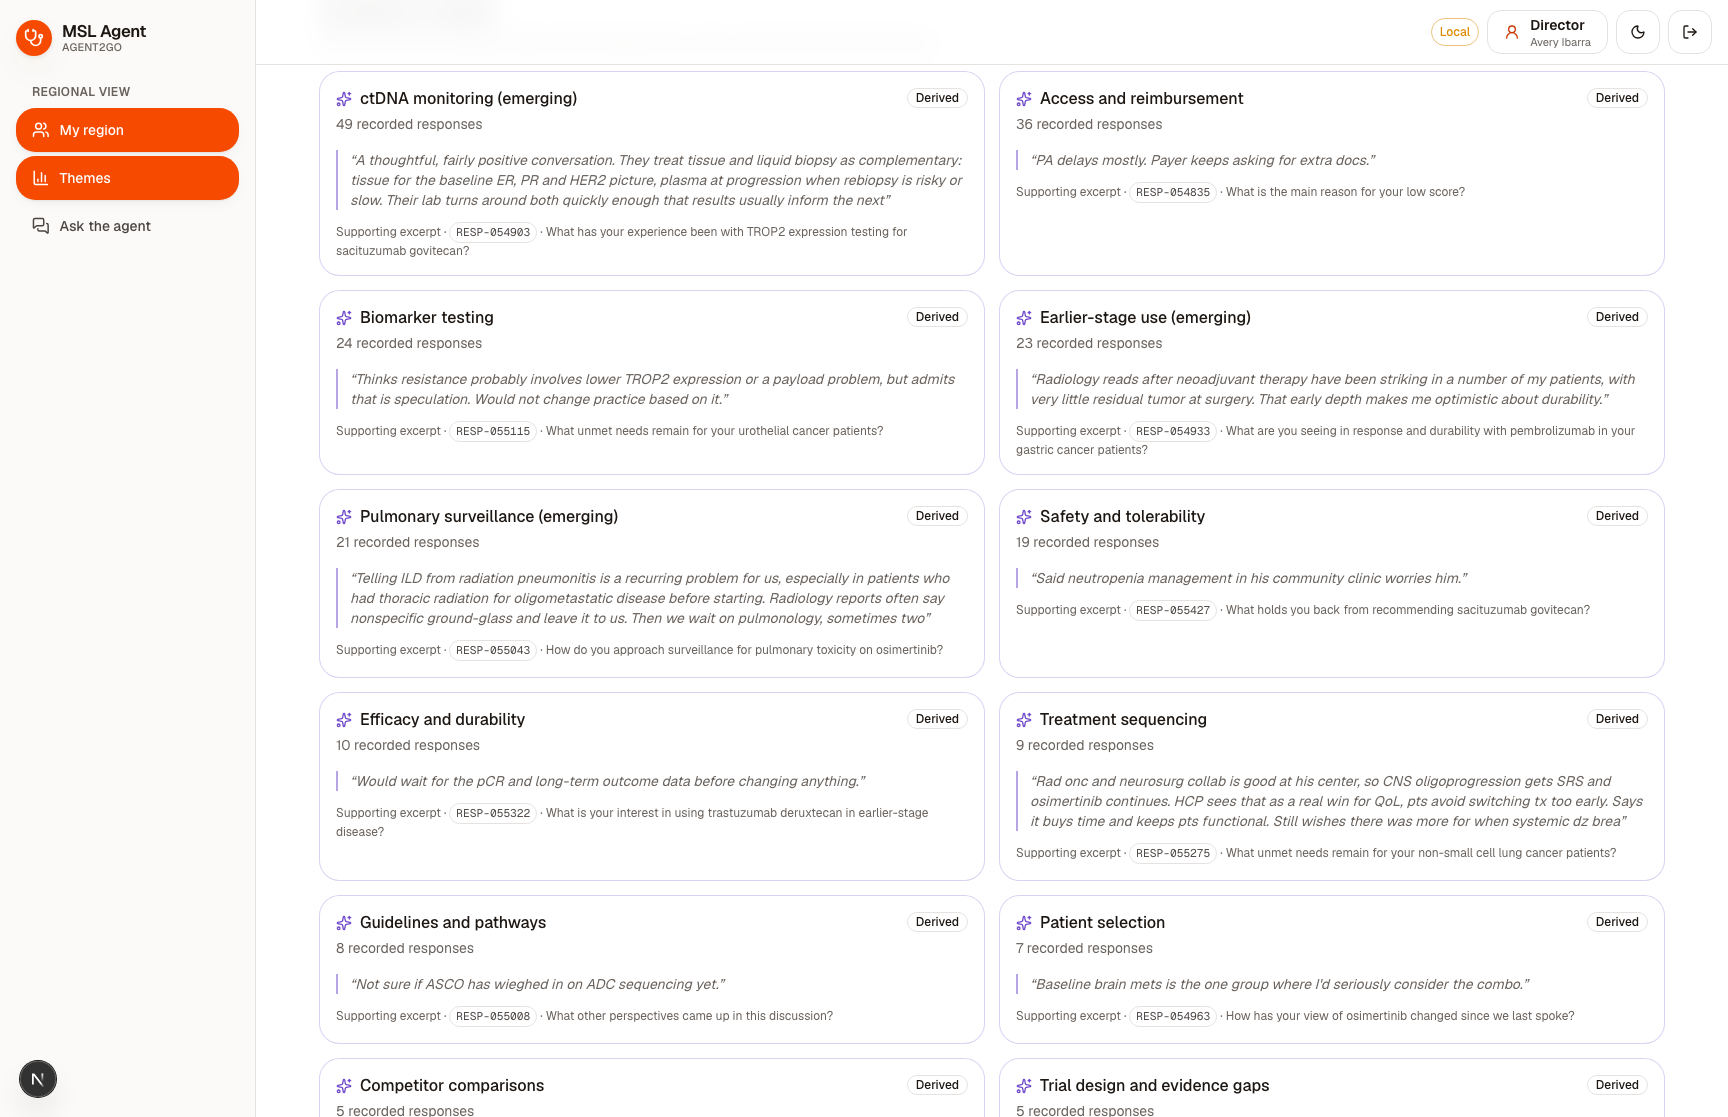 MSL Agent
AGENT2GO
REGIONAL VIEW
My region
Themes
Ask the agent
Local
Director
Avery Ibarra
ctDNA monitoring (emerging)
Derived
49 recorded responses
“A thoughtful, fairly positive conversation. They treat tissue and liquid biopsy as complementary:
tissue for the baseline ER, PR and HER2 picture, plasma at progression when rebiopsy is risky or
slow. Their lab turns around both quickly enough that results usually inform the next”
Supporting excerpt · RESP-054903 · What has your experience been with TROP2 expression testing for
sacituzumab govitecan?
Access and reimbursement
Derived
36 recorded responses
“PA delays mostly. Payer keeps asking for extra docs.”
Supporting excerpt · RESP-054835 · What is the main reason for your low score?
Biomarker testing
Derived
24 recorded responses
“Thinks resistance probably involves lower TROP2 expression or a payload problem, but admits
that is speculation. Would not change practice based on it.”
Supporting excerpt · RESP-055115 · What unmet needs remain for your urothelial cancer patients?
Earlier-stage use (emerging)
Derived
23 recorded responses
“Radiology reads after neoadjuvant therapy have been striking in a number of my patients, with
very little residual tumor at surgery. That early depth makes me optimistic about durability.”
Supporting excerpt · RESP-054933 · What are you seeing in response and durability with pembrolizumab in your
gastric cancer patients?
Pulmonary surveillance (emerging)
Derived
21 recorded responses
“Telling ILD from radiation pneumonitis is a recurring problem for us, especially in patients who
had thoracic radiation for oligometastatic disease before starting. Radiology reports often say
nonspecific ground-glass and leave it to us. Then we wait on pulmonology, sometimes two”
Supporting excerpt · RESP-055043 · How do you approach surveillance for pulmonary toxicity on osimertinib?
Safety and tolerability
Derived
19 recorded responses
“Said neutropenia management in his community clinic worries him.”
Supporting excerpt · RESP-055427 · What holds you back from recommending sacituzumab govitecan?
Efficacy and durability
Derived
10 recorded responses
“Would wait for the pCR and long-term outcome data before changing anything.”
Supporting excerpt · RESP-055322 · What is your interest in using trastuzumab deruxtecan in earlier-stage
disease?
Treatment sequencing
Derived
9 recorded responses
“Rad onc and neurosurg collab is good at his center, so CNS oligoprogression gets SRS and
osimertinib continues. HCP sees that as a real win for QoL, pts avoid switching tx too early. Says
it buys time and keeps pts functional. Still wishes there was more for when systemic dz brea”
Supporting excerpt · RESP-055275 · What unmet needs remain for your non-small cell lung cancer patients?
Guidelines and pathways
Derived
8 recorded responses
“Not sure if ASCO has wieghed in on ADC sequencing yet.”
Supporting excerpt · RESP-055008 · What other perspectives came up in this discussion?
Patient selection
Derived
7 recorded responses
“Baseline brain mets is the one group where I'd seriously consider the combo.”
Supporting excerpt · RESP-054963 · How has your view of osimertinib changed since we last spoke?
Competitor comparisons
Derived
5 recorded responses
Trial design and evidence gaps
Derived
5 recorded responses
N